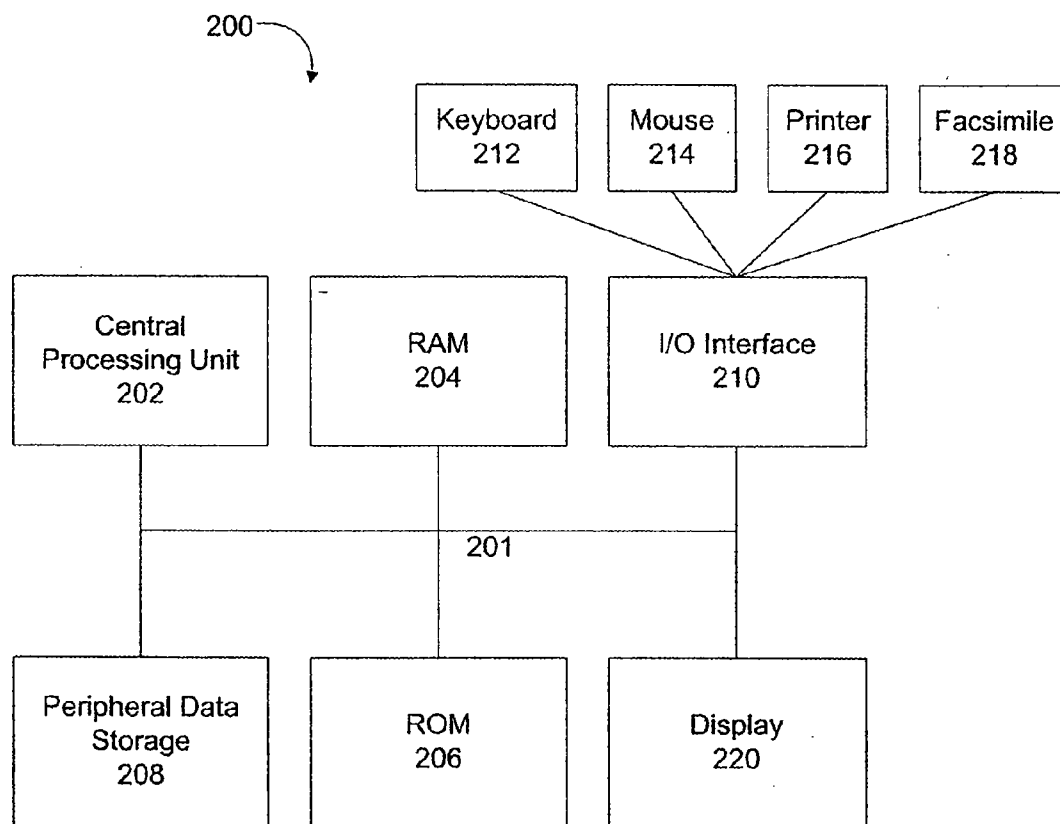 200
Keyboard
212
Mouse
214
Printer
216
Facsimile
218
Central
Processing Unit
202
RAM
204
I/O Interface
210
201
Peripheral Data
Storage
208
ROM
206
Display
220